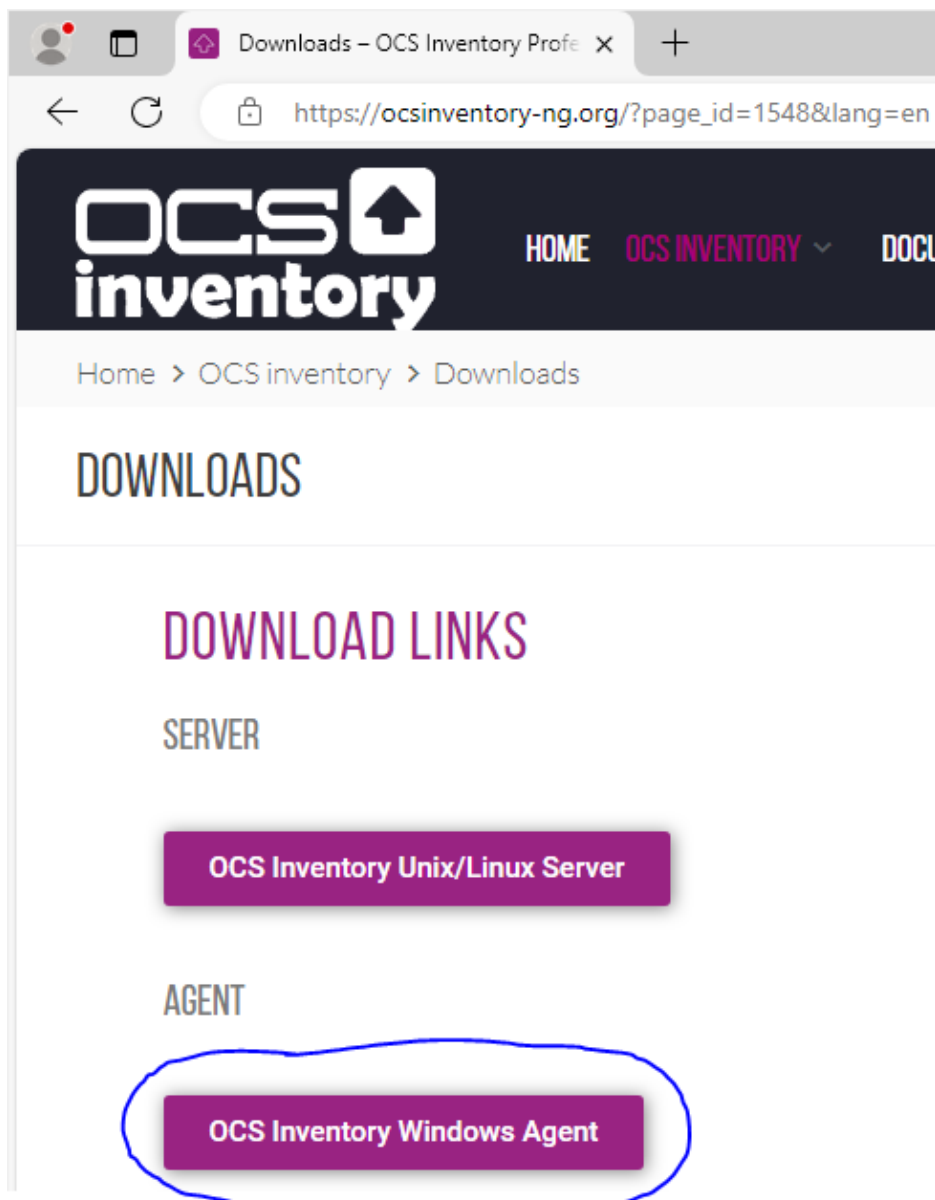 Downloads – OCS Inventory Profe
https://ocsinventory-ng.org/?page_id=1548&lang=en
OCS
inventory
HOME OCS INVENTORY DOCU
Home > OCS inventory > Downloads
DOWNLOADS
DOWNLOAD LINKS
SERVER
OCS Inventory Unix/Linux Server
AGENT
OCS Inventory Windows Agent